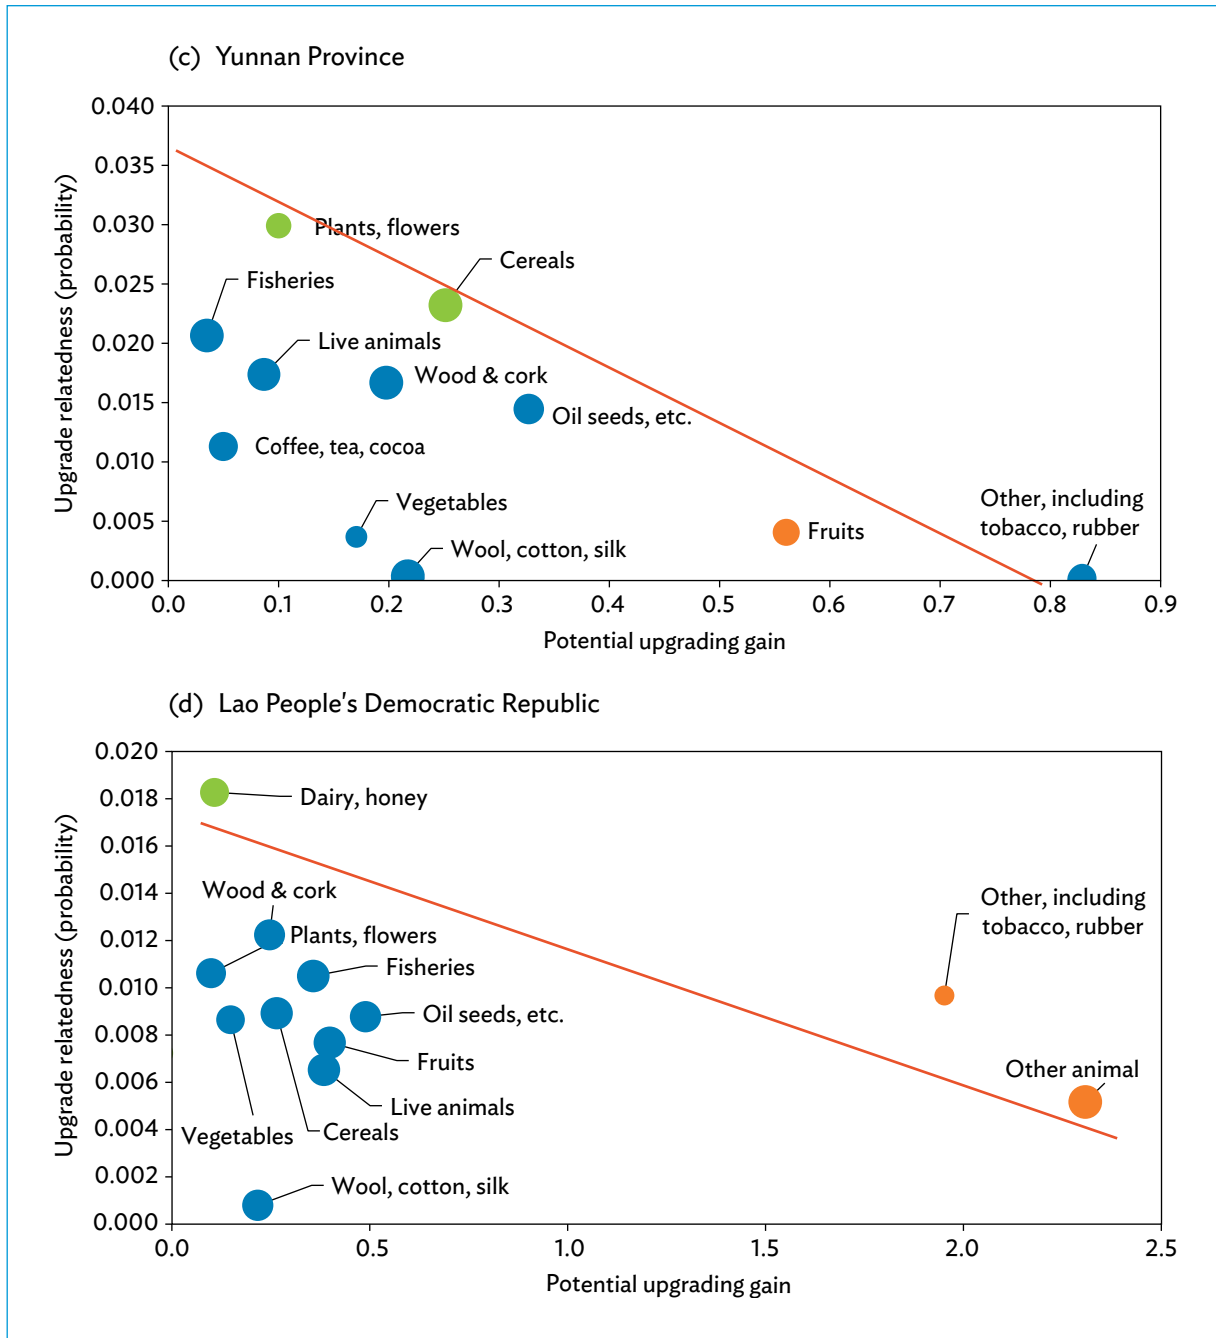 (c) Yunnan Province
0.040
0.035
0.030
0.025
0.020
0.015
0.010
0.005
0.000
Upgrade relatedness (probability)
Plants, flowers
Cereals
Fisheries
Live animals
Wood & cork
Oil seeds, etc.
Coffee, tea, cocoa
Vegetables
Other, including
tobacco, rubber
Fruits
Wool, cotton, silk
0.0 0.1 0.2 0.3 0.4 0.5 0.6 0.7 0.8 0.9
Potential upgrading gain
(d) Lao People's Democratic Republic
0.020
0.018
0.016
0.014
0.012
0.010
0.008
0.006
0.004
0.002
0.000
Upgrade relatedness (probability)
Dairy, honey
Wood & cork
Other, including
tobacco, rubber
Plants, flowers
Fisheries
Oil seeds, etc.
Fruits
Other animal
Live animals
Vegetables
Cereals
Wool, cotton, silk
0.0 0.5 1.0 1.5 2.0 2.5
Potential upgrading gain